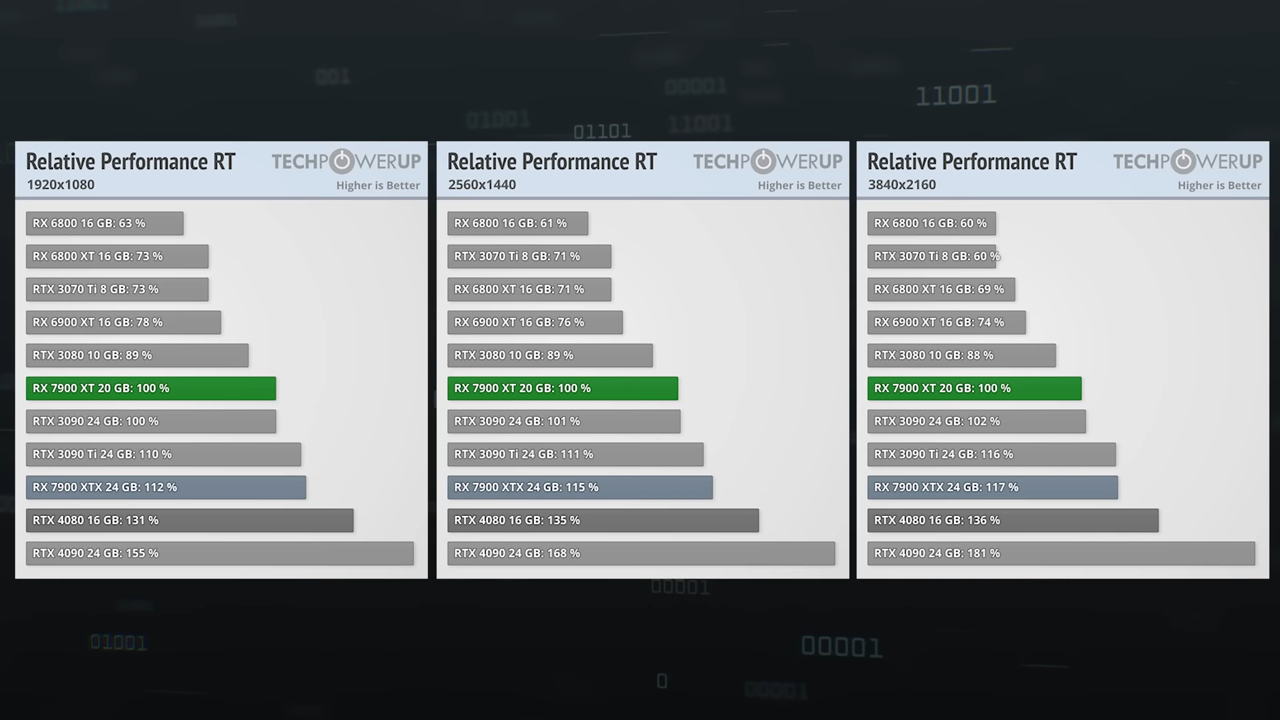 11001
00001
01001
01101
11001
Relative Performance RT
TECHPOWERUP
1920x1080
Higher is Better
RX 6800 16 GB: 63 %
RX 6800 XT 16 GB: 73 %
RTX 3070 Ti 8 GB: 73 %
RX 6900 XT 16 GB: 78 %
RTX 3080 10 GB: 89 %
RX 7900 XT 20 GB: 100 %
RTX 3090 24 GB: 100 %
RTX 3090 Ti 24 GB: 110 %
RX 7900 XTX 24 GB: 112 %
RTX 4080 16 GB: 131 %
RTX 4090 24 GB: 155 %
Relative Performance RT
TECHPOWERUP
2560x1440
Higher is Better
RX 6800 16 GB: 61 %
RTX 3070 Ti 8 GB: 71 %
RX 6800 XT 16 GB: 71 %
RX 6900 XT 16 GB: 76 %
RTX 3080 10 GB: 89 %
RX 7900 XT 20 GB: 100 %
RTX 3090 24 GB: 101 %
RTX 3090 Ti 24 GB: 111 %
RX 7900 XTX 24 GB: 115 %
RTX 4080 16 GB: 135 %
RTX 4090 24 GB: 168 %
Relative Performance RT
TECHPOWERUP
3840x2160
Higher is Better
RX 6800 16 GB: 60 %
RTX 3070 Ti 8 GB: 60 %
RX 6800 XT 16 GB: 69 %
RX 6900 XT 16 GB: 74 %
RTX 3080 10 GB: 88 %
RX 7900 XT 20 GB: 100 %
RTX 3090 24 GB: 102 %
RTX 3090 Ti 24 GB: 116 %
RX 7900 XTX 24 GB: 117 %
RTX 4080 16 GB: 136 %
RTX 4090 24 GB: 181 %
00001
01001
00001
0
00001